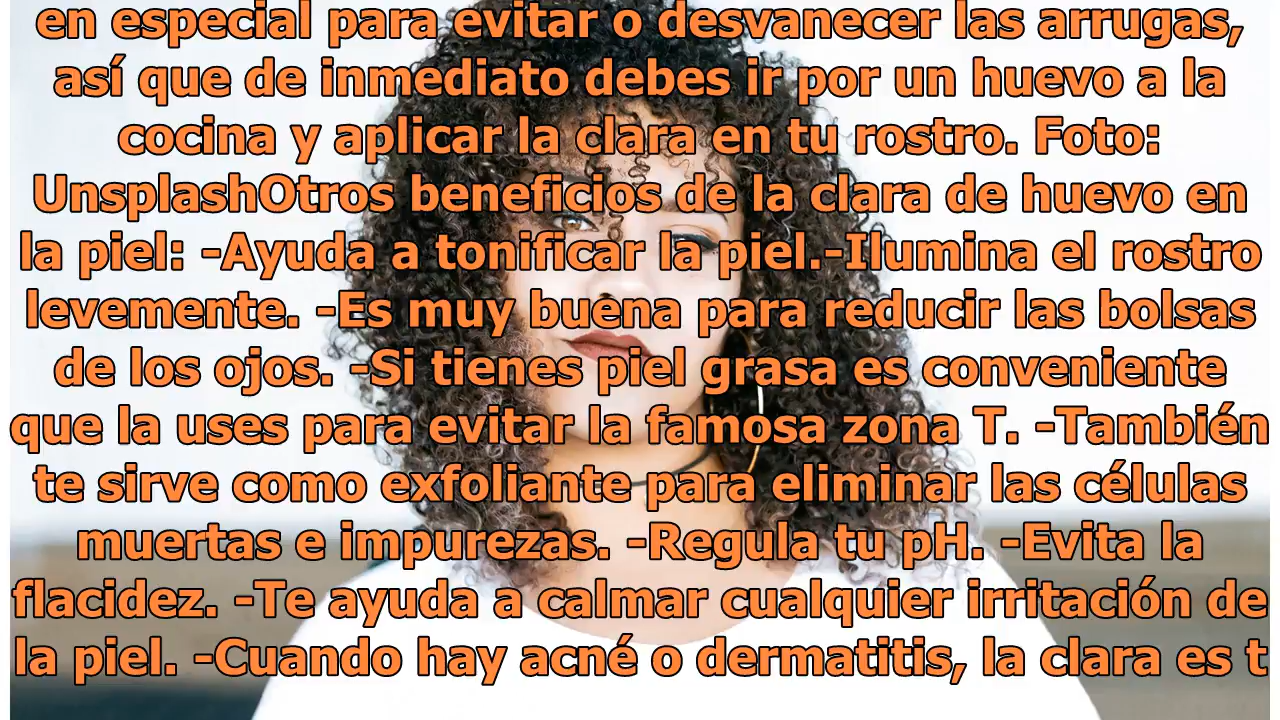 en especial para evitar o desvanecer las arrugas,
así que de inmediato debes ir por un huevo a la
cocina y aplicar la clara en tu rostro. Foto:
UnsplashOtros beneficios de la clara de huevo en
la piel: -Ayuda a tonificar la piel.-Ilumina el rostro
levemente. -Es muy buena para reducir las bolsas
de los ojos. -Si tienes piel grasa es conveniente
que la uses para evitar la famosa zona T. -También
te sirve como exfoliante para eliminar las células
muertas e impurezas. -Regula tu pH. -Evita la
flacidez. -Te ayuda a calmar cualquier irritación de
la piel. -Cuando hay acné o dermatitis, la clara es t